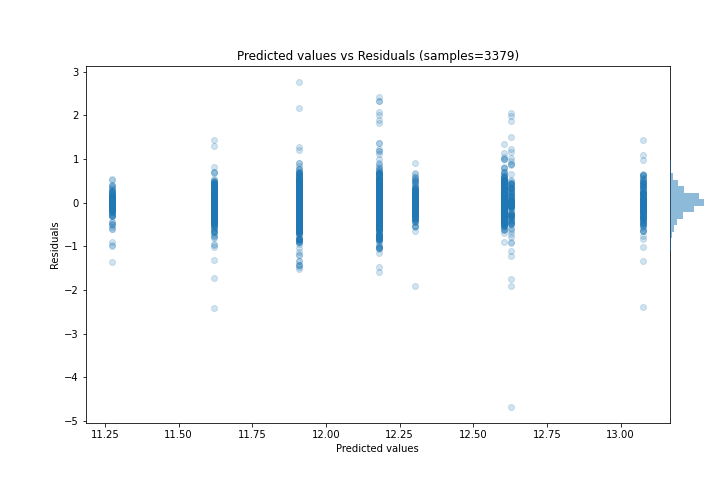 Predicted values vs Residuals (samples=3379)
3
2
1
0
−1
−2
−3
−4
−5
Residuals
11.25 11.50 11.75 12.00 12.25 12.50 12.75 13.00
Predicted values